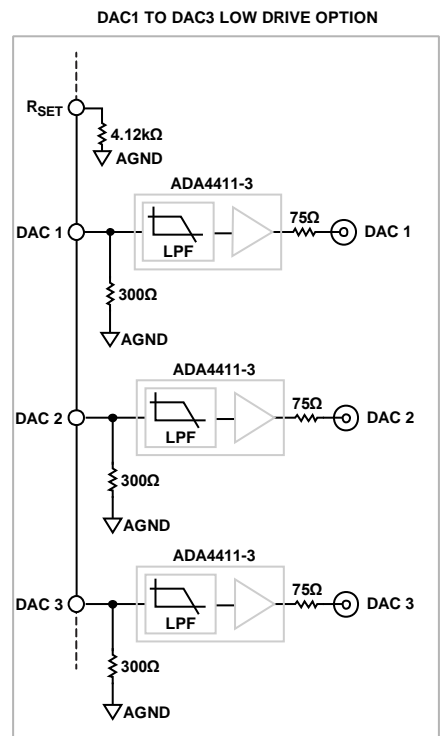 DAC1 TO DAC3 LOW DRIVE OPTION
RSET
4.12kΩ
AGND
ADA4411-3
DAC 1
LPF
75Ω
DAC 1
300Ω
AGND
ADA4411-3
DAC 2
LPF
75Ω
DAC 2
300Ω
AGND
ADA4411-3
DAC 3
LPF
75Ω
DAC 3
300Ω
AGND